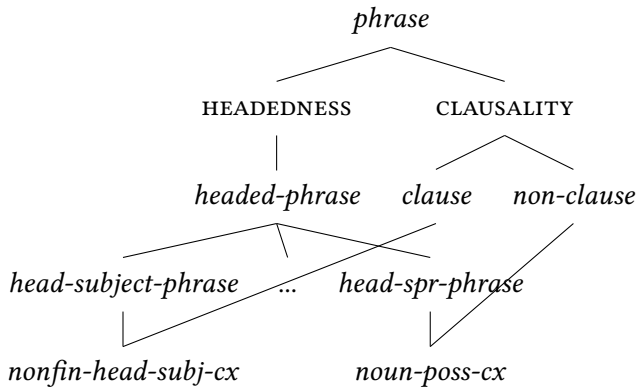 phrase
HEADEDNESS CLAUSALITY
headed-phrase clause non-clause
head-subject-phrase ... head-spr-phrase
nonfin-head-subj-cx noun-poss-cx